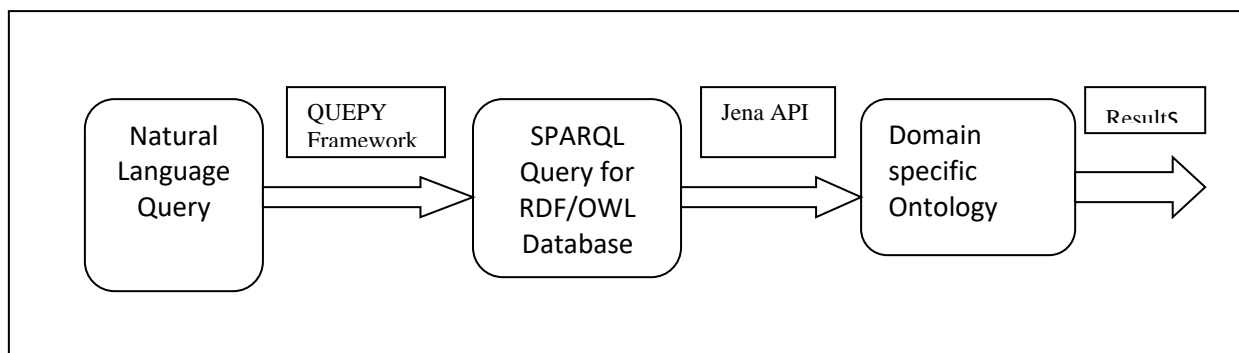 Natural
Language
Query
QUEPY
Framework
SPARQL
Query for
RDF/OWL
Database
Jena API
Domain
specific
Ontology
Results